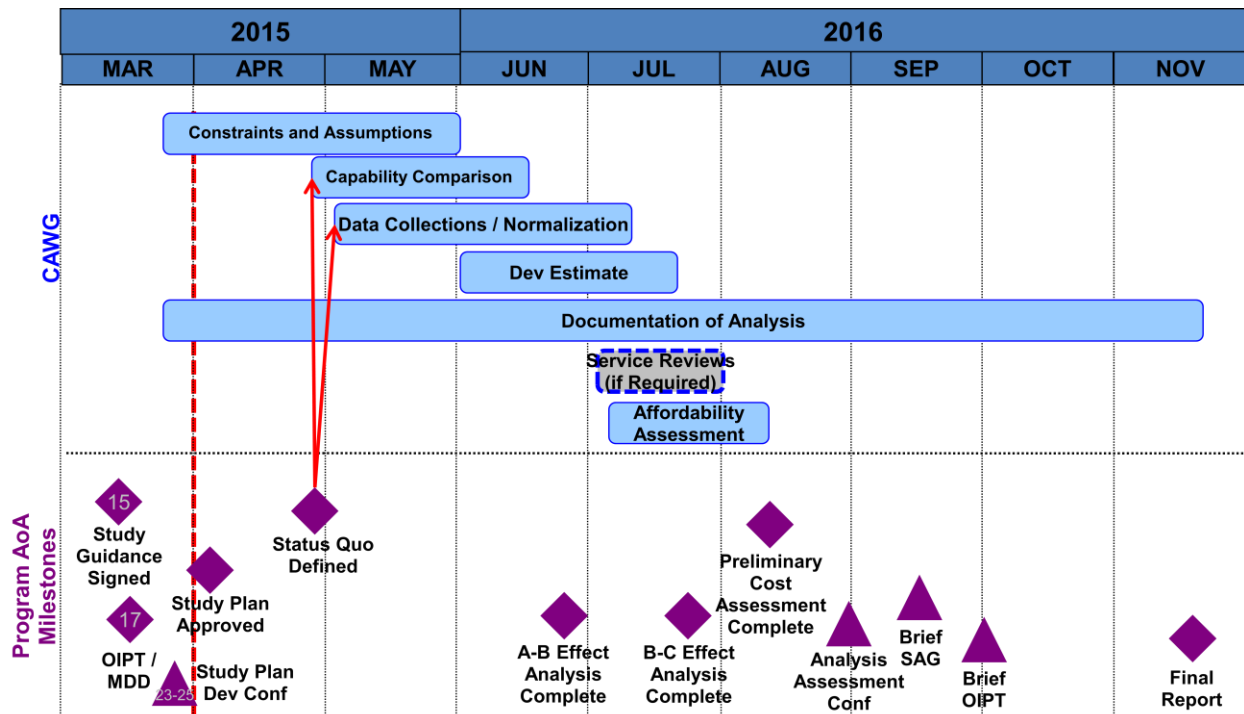 2015
2016
MAR
APR
MAY
JUN
JUL
AUG
SEP
OCT
NOV
CAWG
Constraints and Assumptions
Capability Comparison
Data Collections / Normalization
Dev Estimate
Documentation of Analysis
Service Reviews
(if Required)
Affordability
Assessment
Program AoA
Milestones
15
Study
Guidance
Signed
17
OIPT /
MDD
23-25
Study Plan
Dev Conf
Study Plan
Approved
Status Quo
Defined
A-B Effect
Analysis
Complete
B-C Effect
Analysis
Complete
Preliminary
Cost
Assessment
Complete
Analysis
Assessment
Conf
Brief
SAG
Brief
OIPT
Final
Report